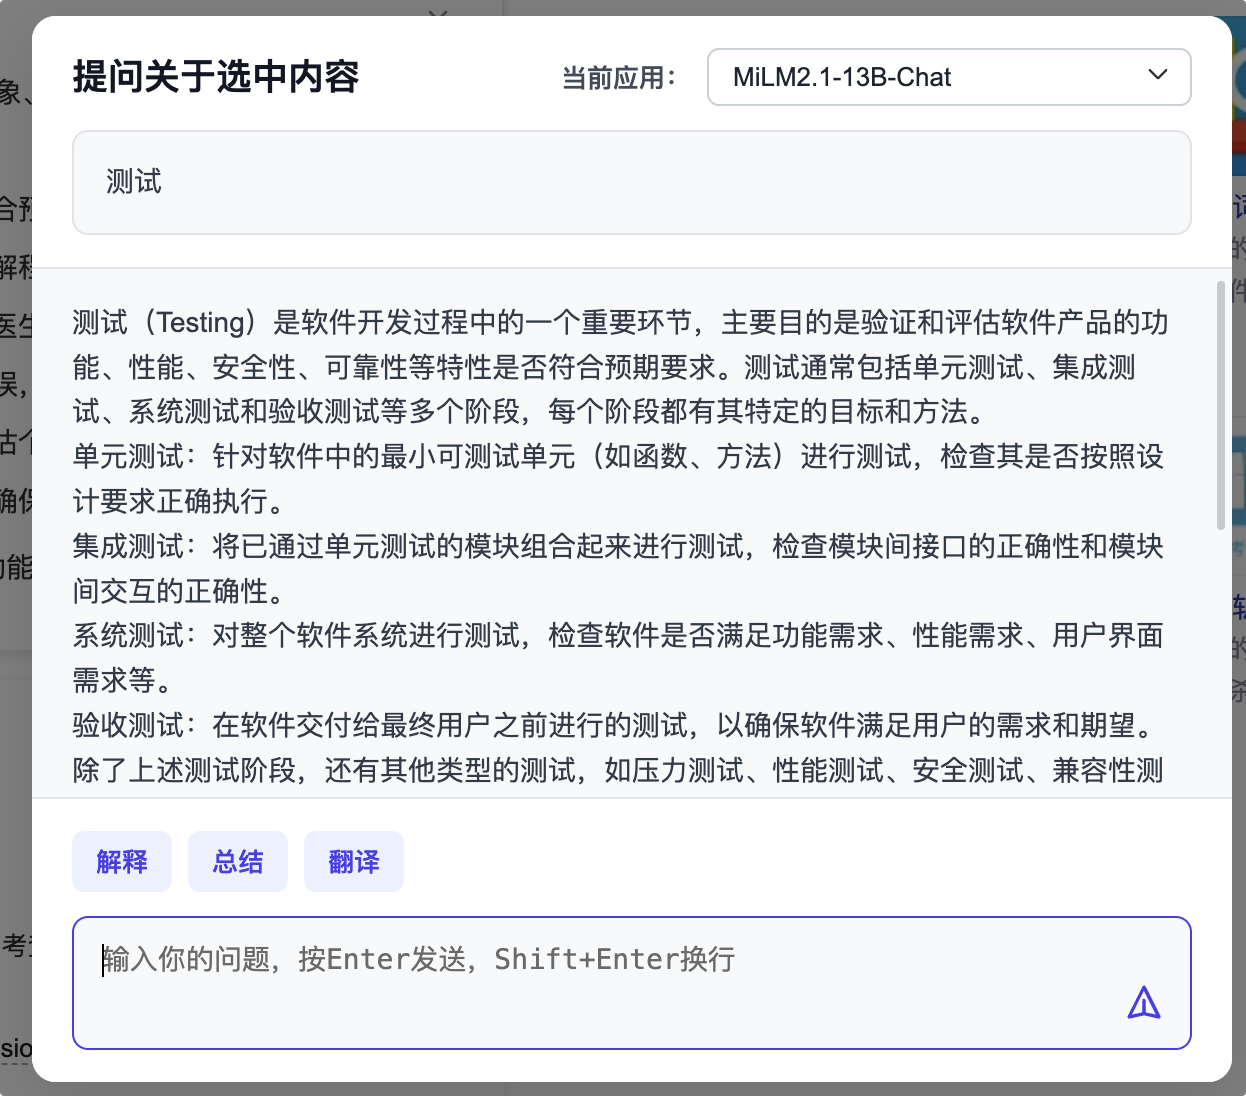 提问关于选中内容
当前应用：
MiLM2.1-13B-Chat
测试
测试（Testing）是软件开发过程中的一个重要环节，主要目的是验证和评估软件产品的功
能、性能、安全性、可靠性等特性是否符合预期要求。测试通常包括单元测试、集成测
试、系统测试和验收测试等多个阶段，每个阶段都有其特定的目标和方法。
单元测试：针对软件中的最小可测试单元（如函数、方法）进行测试，检查其是否按照设
计要求正确执行。
集成测试：将已通过单元测试的模块组合起来进行测试，检查模块间接口的正确性和模块
间交互的正确性。
系统测试：对整个软件系统进行测试，检查软件是否满足功能需求、性能需求、用户界面
需求等。
验收测试：在软件交付给最终用户之前进行的测试，以确保软件满足用户的需求和期望。
除了上述测试阶段，还有其他类型的测试，如压力测试、性能测试、安全测试、兼容性测
解释
总结
翻译
输入你的问题，按Enter发送，Shift+Enter换行